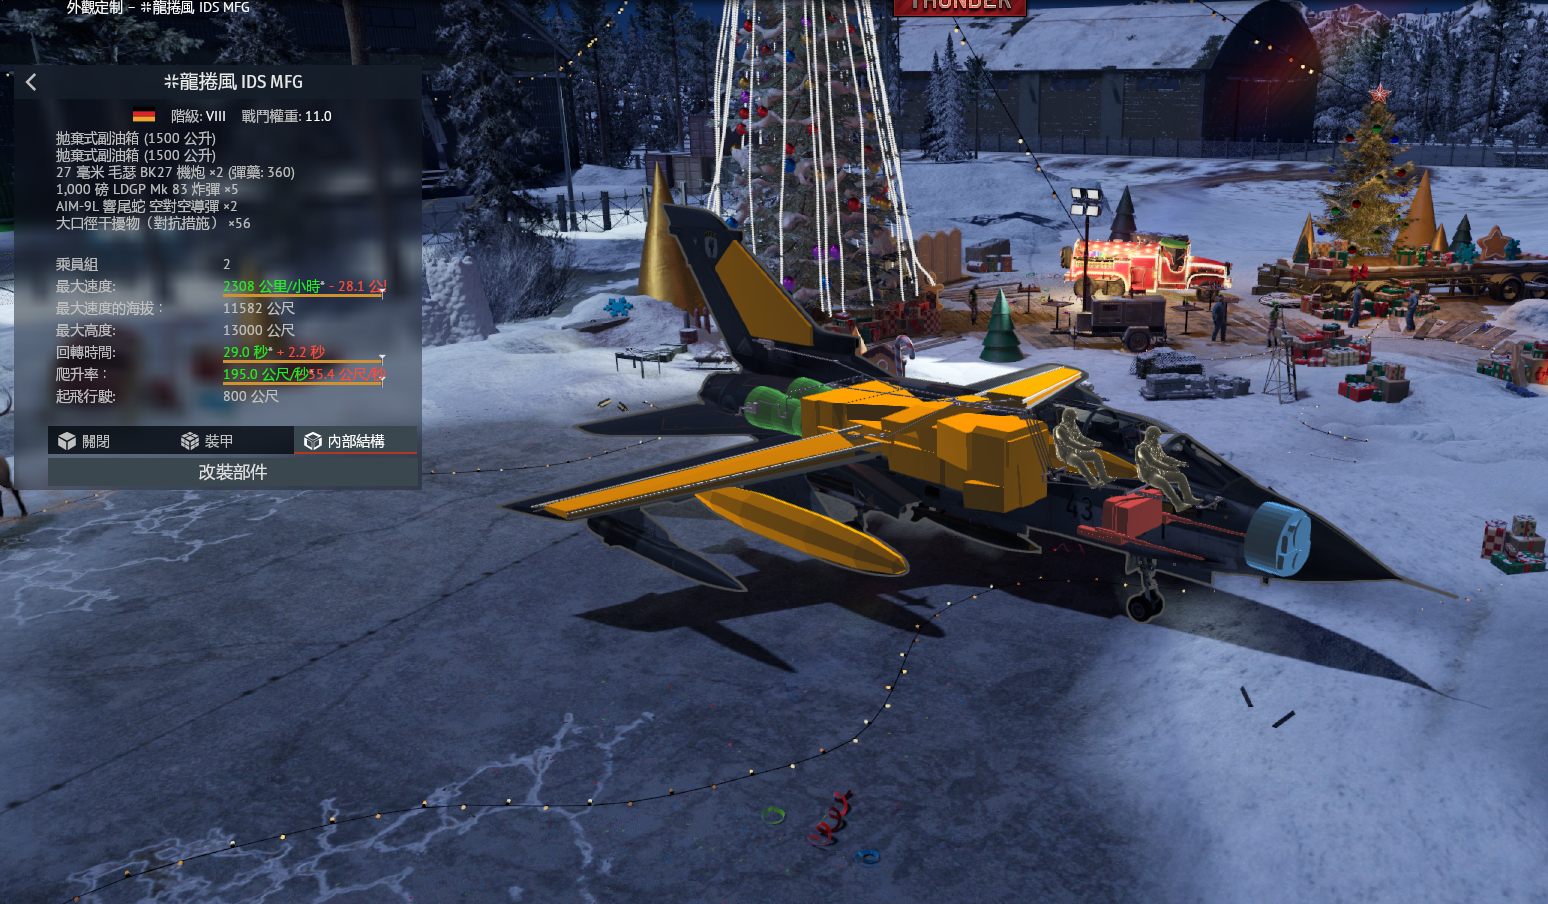 外觀定制 - ⌗龍捲風 IDS MFG
THUNDER
⌗龍捲風 IDS MFG
階級: VIII 戰鬥權重: 11.0
拋棄式副油箱 (1500 公升)
拋棄式副油箱 (1500 公升)
27 毫米 毛瑟 BK27 機炮 ×2 (彈藥: 360)
1,000 磅 LDGP Mk 83 炸彈 ×5
AIM-9L 響尾蛇 空對空導彈 ×2
大口徑干擾物（對抗措施） ×56
乘員組 2
最大速度: 2308 公里/小時* - 28.1 公
最大速度的海拔： 11582 公尺
最大高度: 13000 公尺
回轉時間: 29.0 秒* + 2.2 秒
爬升率： 195.0 公尺/秒*55.4 公尺/秒
起飛行駛: 800 公尺
關閉 裝甲 內部結構
改裝部件
43